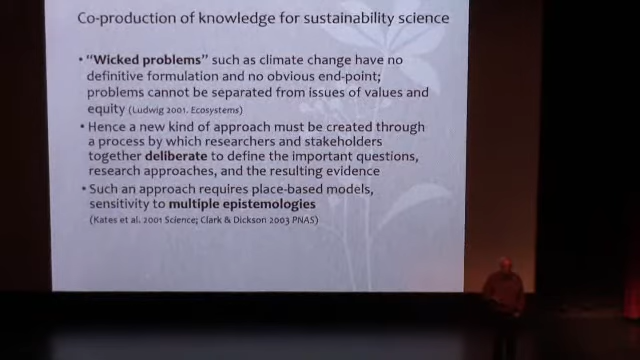 Co-production of knowledge for sustainability science
• "Wicked problems" such as climate change have no
definitive formulation and no obvious end-point;
problems cannot be separated from issues of values and
equity (Ludwig 2001. Ecosystems)
• Hence a new kind of approach must be created through
a process by which researchers and stakeholders
together deliberate to define the important questions,
research approaches, and the resulting evidence
• Such an approach requires place-based models,
sensitivity to multiple epistemologies
(Kates et al. 2001 Science; Clark & Dickson 2003 PNAS)